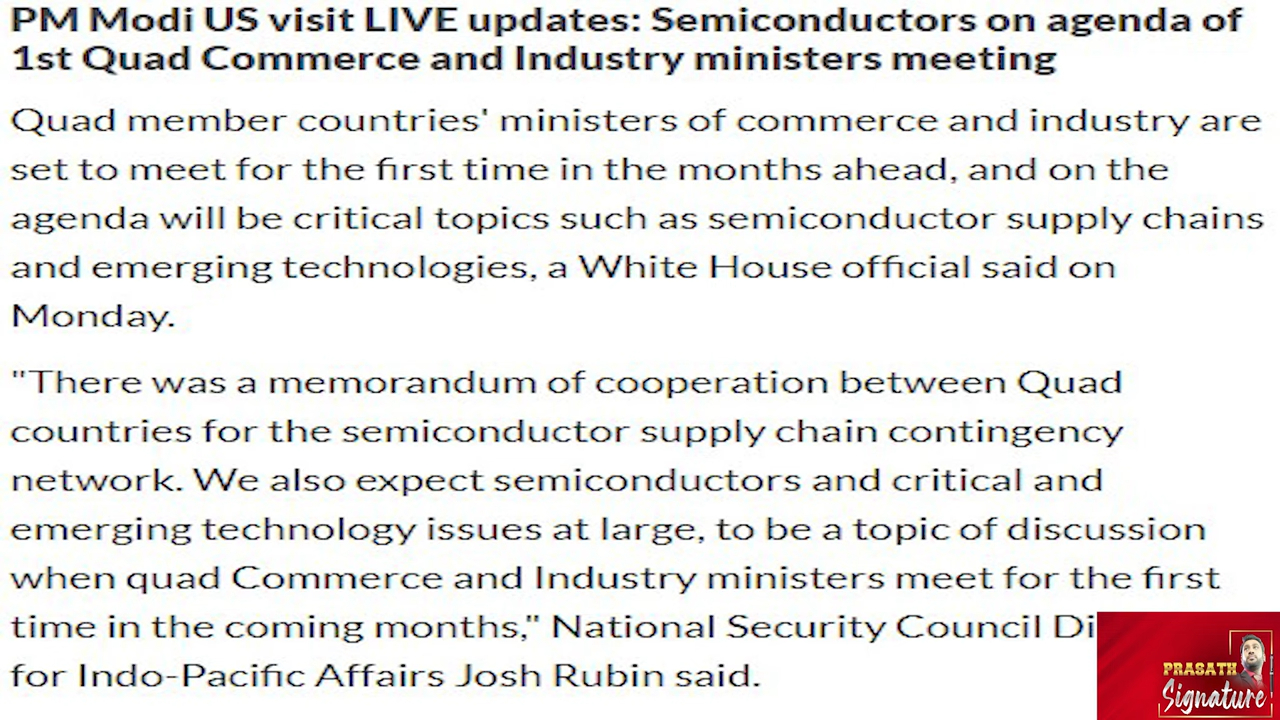 PM Modi US visit LIVE updates: Semiconductors on agenda of
1st Quad Commerce and Industry ministers meeting
Quad member countries' ministers of commerce and industry are
set to meet for the first time in the months ahead, and on the
agenda will be critical topics such as semiconductor supply chains
and emerging technologies, a White House official said on
Monday.
"There was a memorandum of cooperation between Quad
countries for the semiconductor supply chain contingency
network. We also expect semiconductors and critical and
emerging technology issues at large, to be a topic of discussion
when quad Commerce and Industry ministers meet for the first
time in the coming months," National Security Council Di
for Indo-Pacific Affairs Josh Rubin said.
PRASATH
Signature